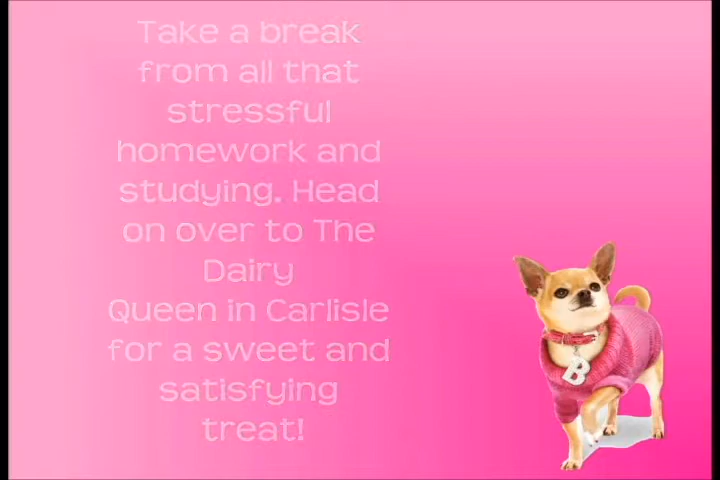 Take a break
from all that
stressful
homework and
studying. Head
on over to The
Dairy
Queen in Carlisle
for a sweet and
satisfying
treat!
B